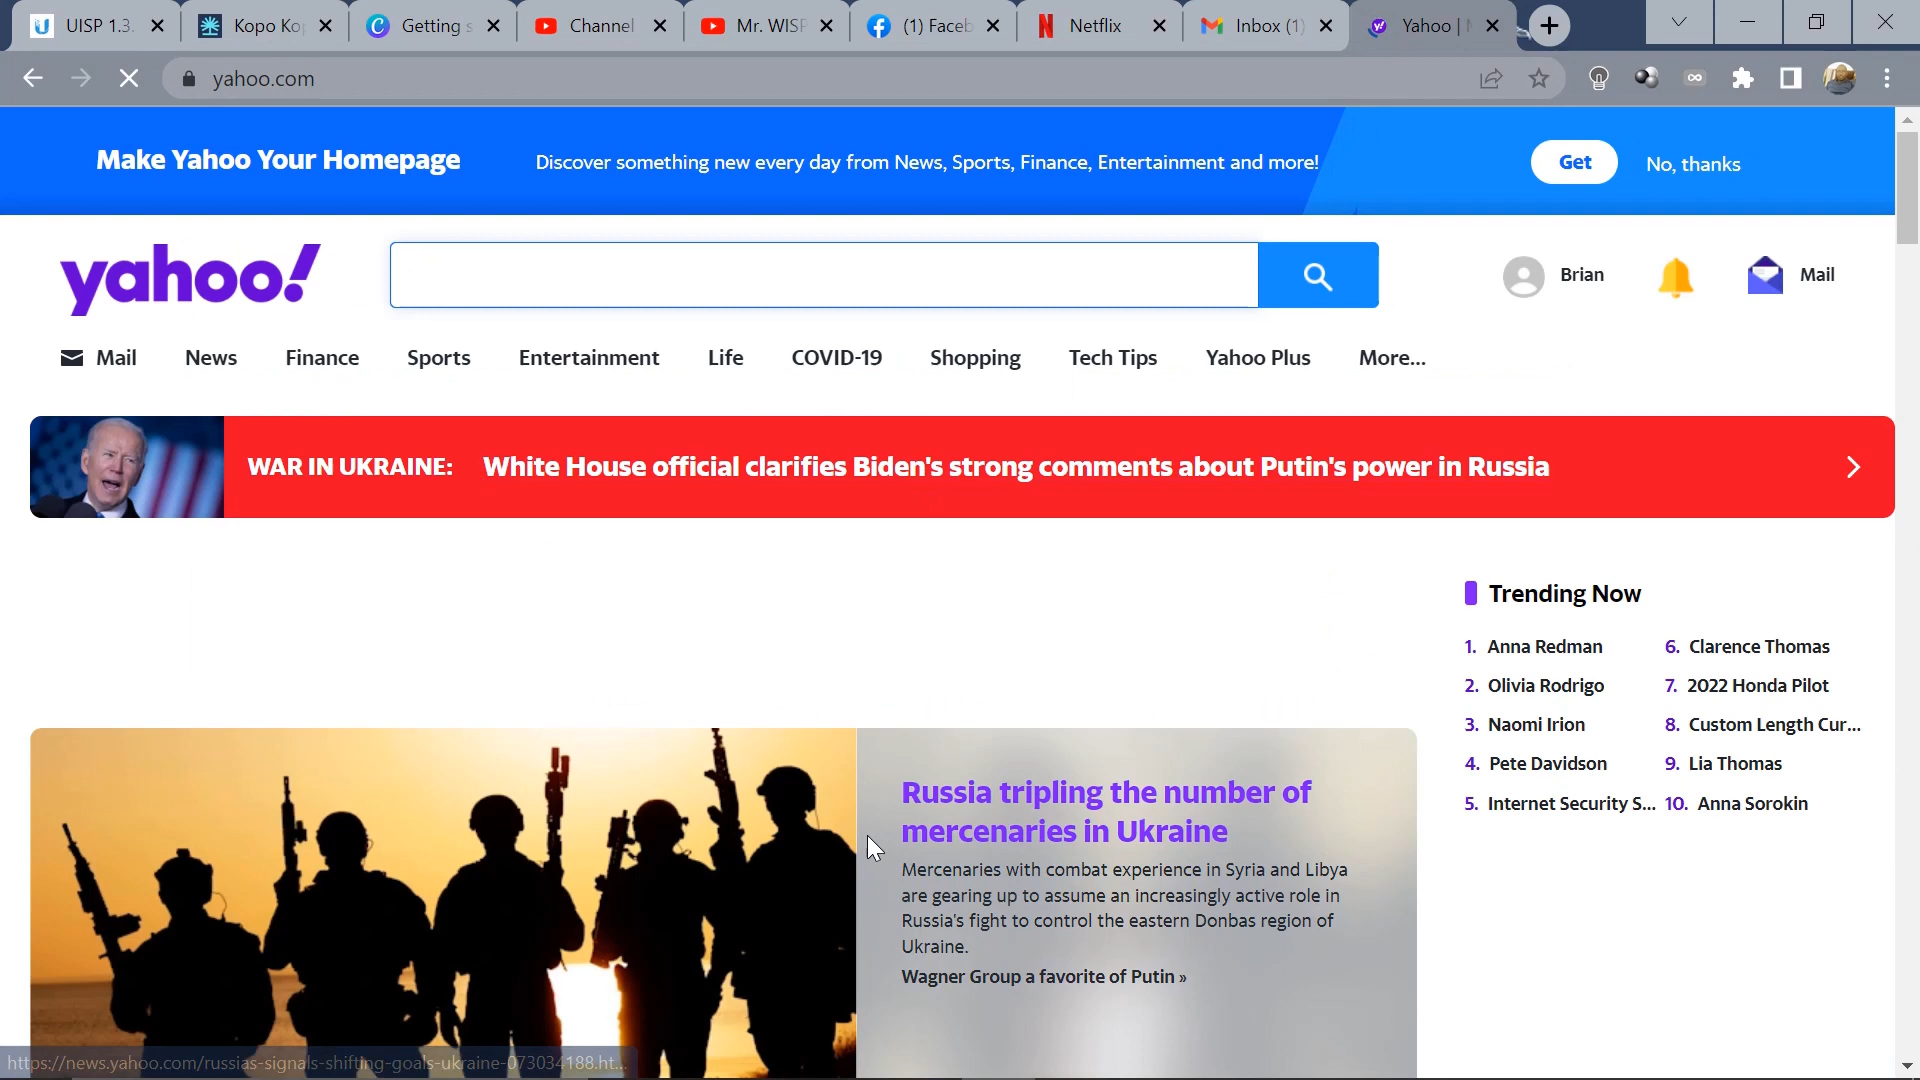 UISP 1.3. Kopo Ko Getting s Channel Mr. WISP (1) Faceb Netflix Inbox (1) Yahoo |
yahoo.com
Make Yahoo Your Homepage Discover something new every day from News, Sports, Finance, Entertainment and more! Get No, thanks
yahoo! Brian Mail
Mail News Finance Sports Entertainment Life COVID-19 Shopping Tech Tips Yahoo Plus More...
WAR IN UKRAINE: White House official clarifies Biden's strong comments about Putin's power in Russia
Russia tripling the number of
mercenaries in Ukraine
Mercenaries with combat experience in Syria and Libya
are gearing up to assume an increasingly active role in
Russia's fight to control the eastern Donbas region of
Ukraine.
Wagner Group a favorite of Putin »
Trending Now
1. Anna Redman 6. Clarence Thomas
2. Olivia Rodrigo 7. 2022 Honda Pilot
3. Naomi Irion 8. Custom Length Cur...
4. Pete Davidson 9. Lia Thomas
5. Internet Security S... 10. Anna Sorokin
https://news.yahoo.com/russias-signals-shifting-goals-ukraine-073034188.ht...